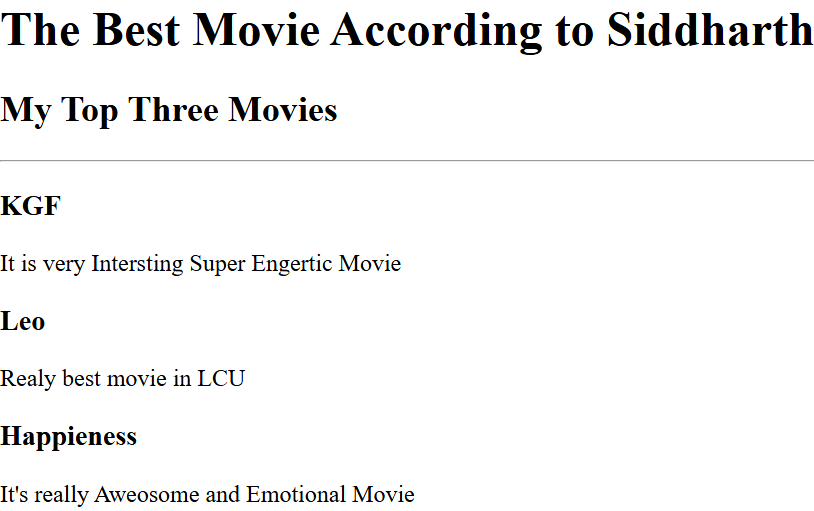 The Best Movie According to Siddharth
My Top Three Movies
KGF
It is very Intersting Super Engertic Movie
Leo
Realy best movie in LCU
Happieness
It's really Aweosome and Emotional Movie